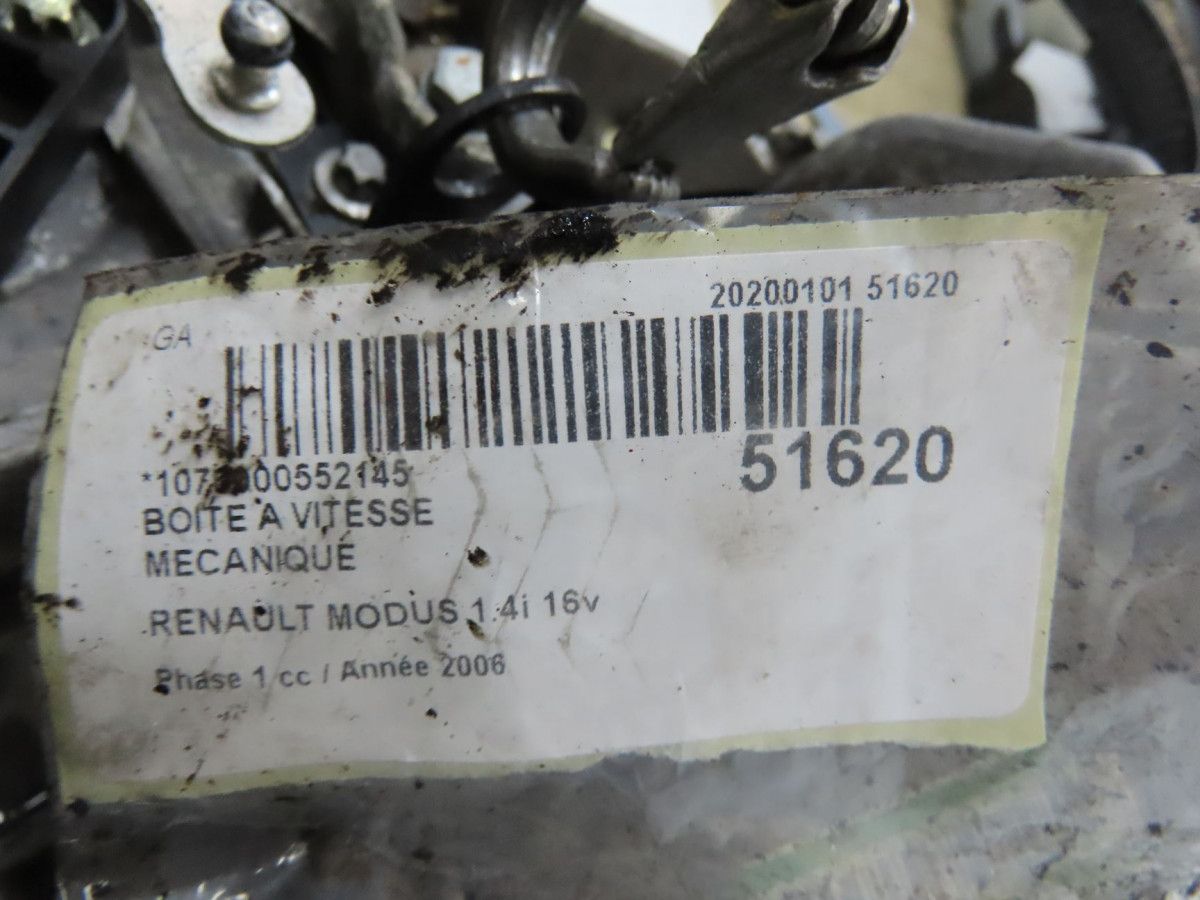 20200101 51620
GA
51620
BOITE A VITESSE
MECANIQUE
RENAULT MODUS 1.4i 16v
Phase 1 cc / Année 2006